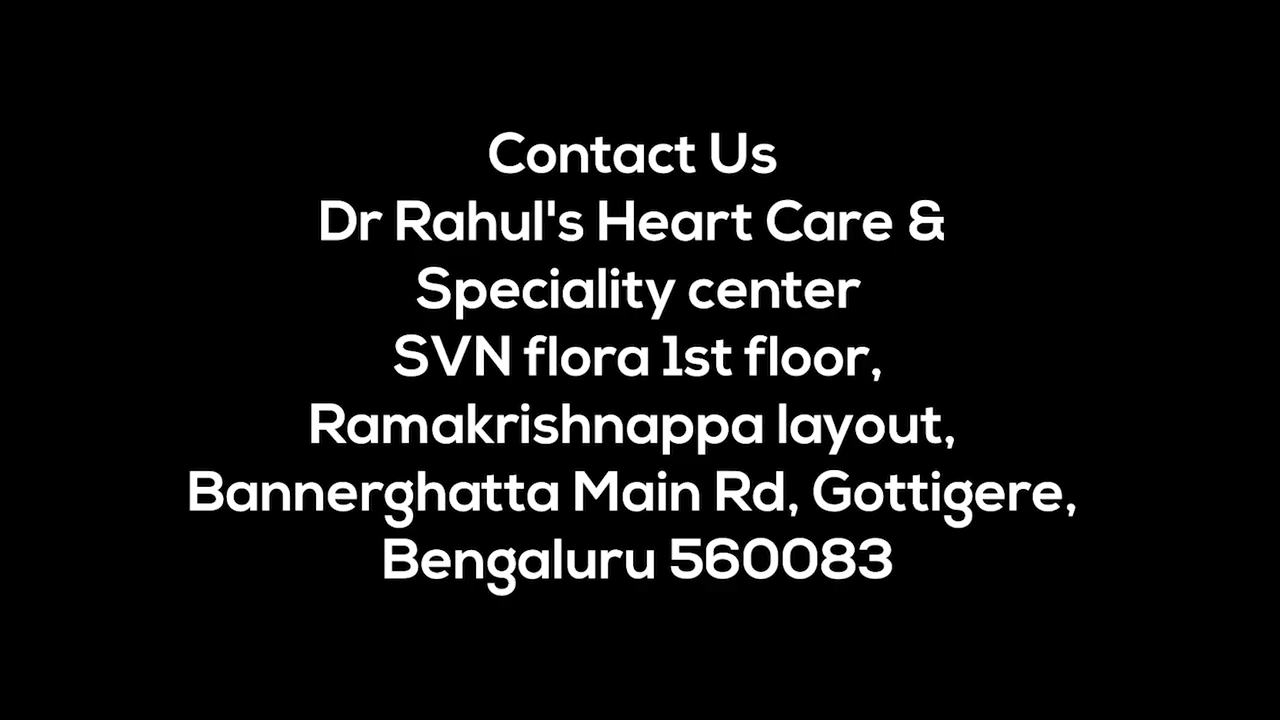 Contact Us
Dr Rahul's Heart Care &
Speciality center
SVN flora 1st floor,
Ramakrishnappa layout,
Bannerghatta Main Rd, Gottigere,
Bengaluru 560083